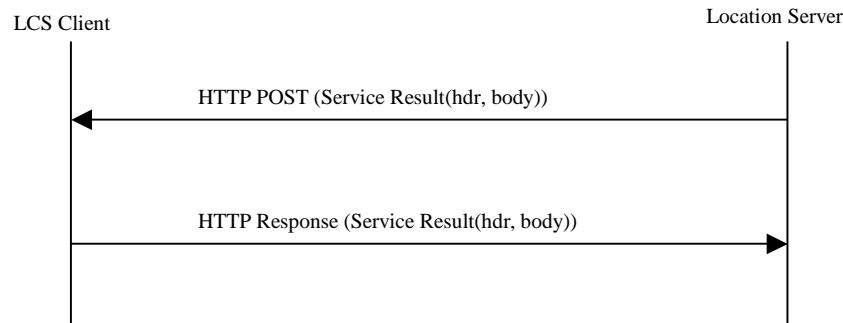 LCS Client
Location Server
HTTP POST (Service Result(hdr, body))
HTTP Response (Service Result(hdr, body))